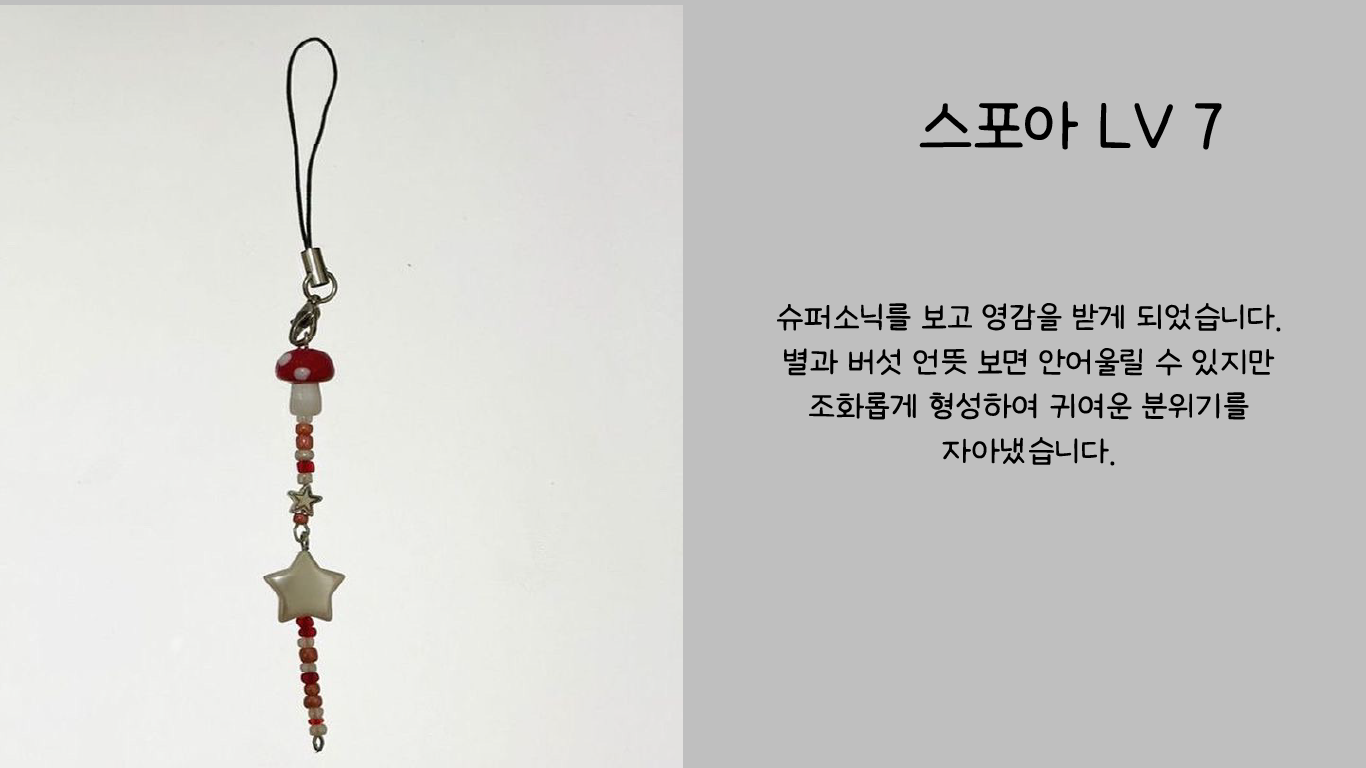 스포아 LV 7
슈퍼소닉를 보고 영감을 받게 되었습니다.
별과 버섯 언뜻 보면 안어울릴 수 있지만
조화롭게 형성하여 귀여운 분위기를
자아냈습니다.